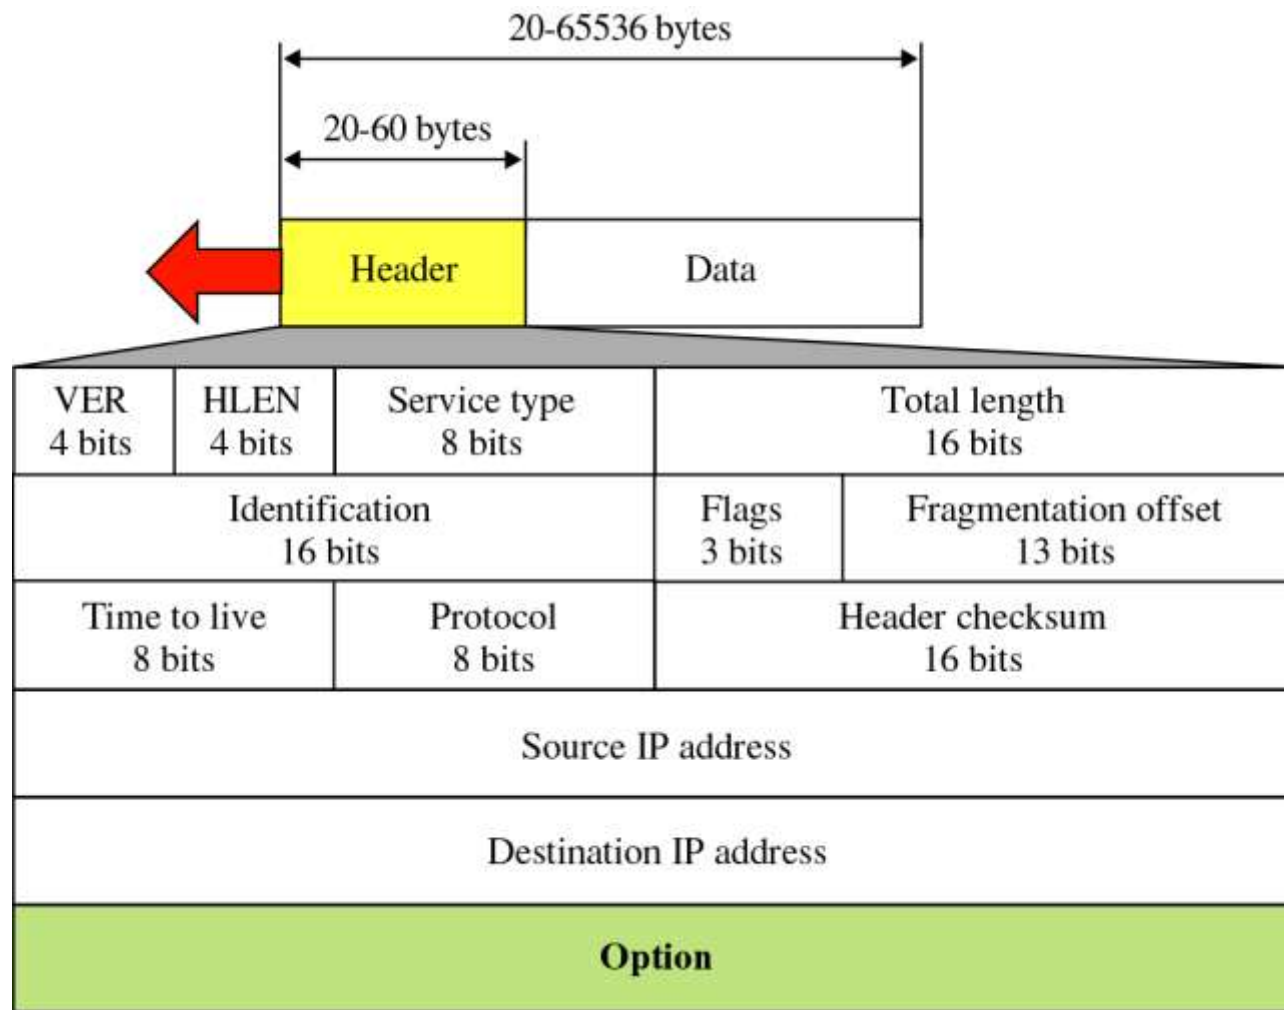 20-65536 bytes
20-60 bytes
Header
Data
VER
4 bits
HLEN
4 bits
Service type
8 bits
Total length
16 bits
Identification
16 bits
Flags
3 bits
Fragmentation offset
13 bits
Time to live
8 bits
Protocol
8 bits
Header checksum
16 bits
Source IP address
Destination IP address
Option